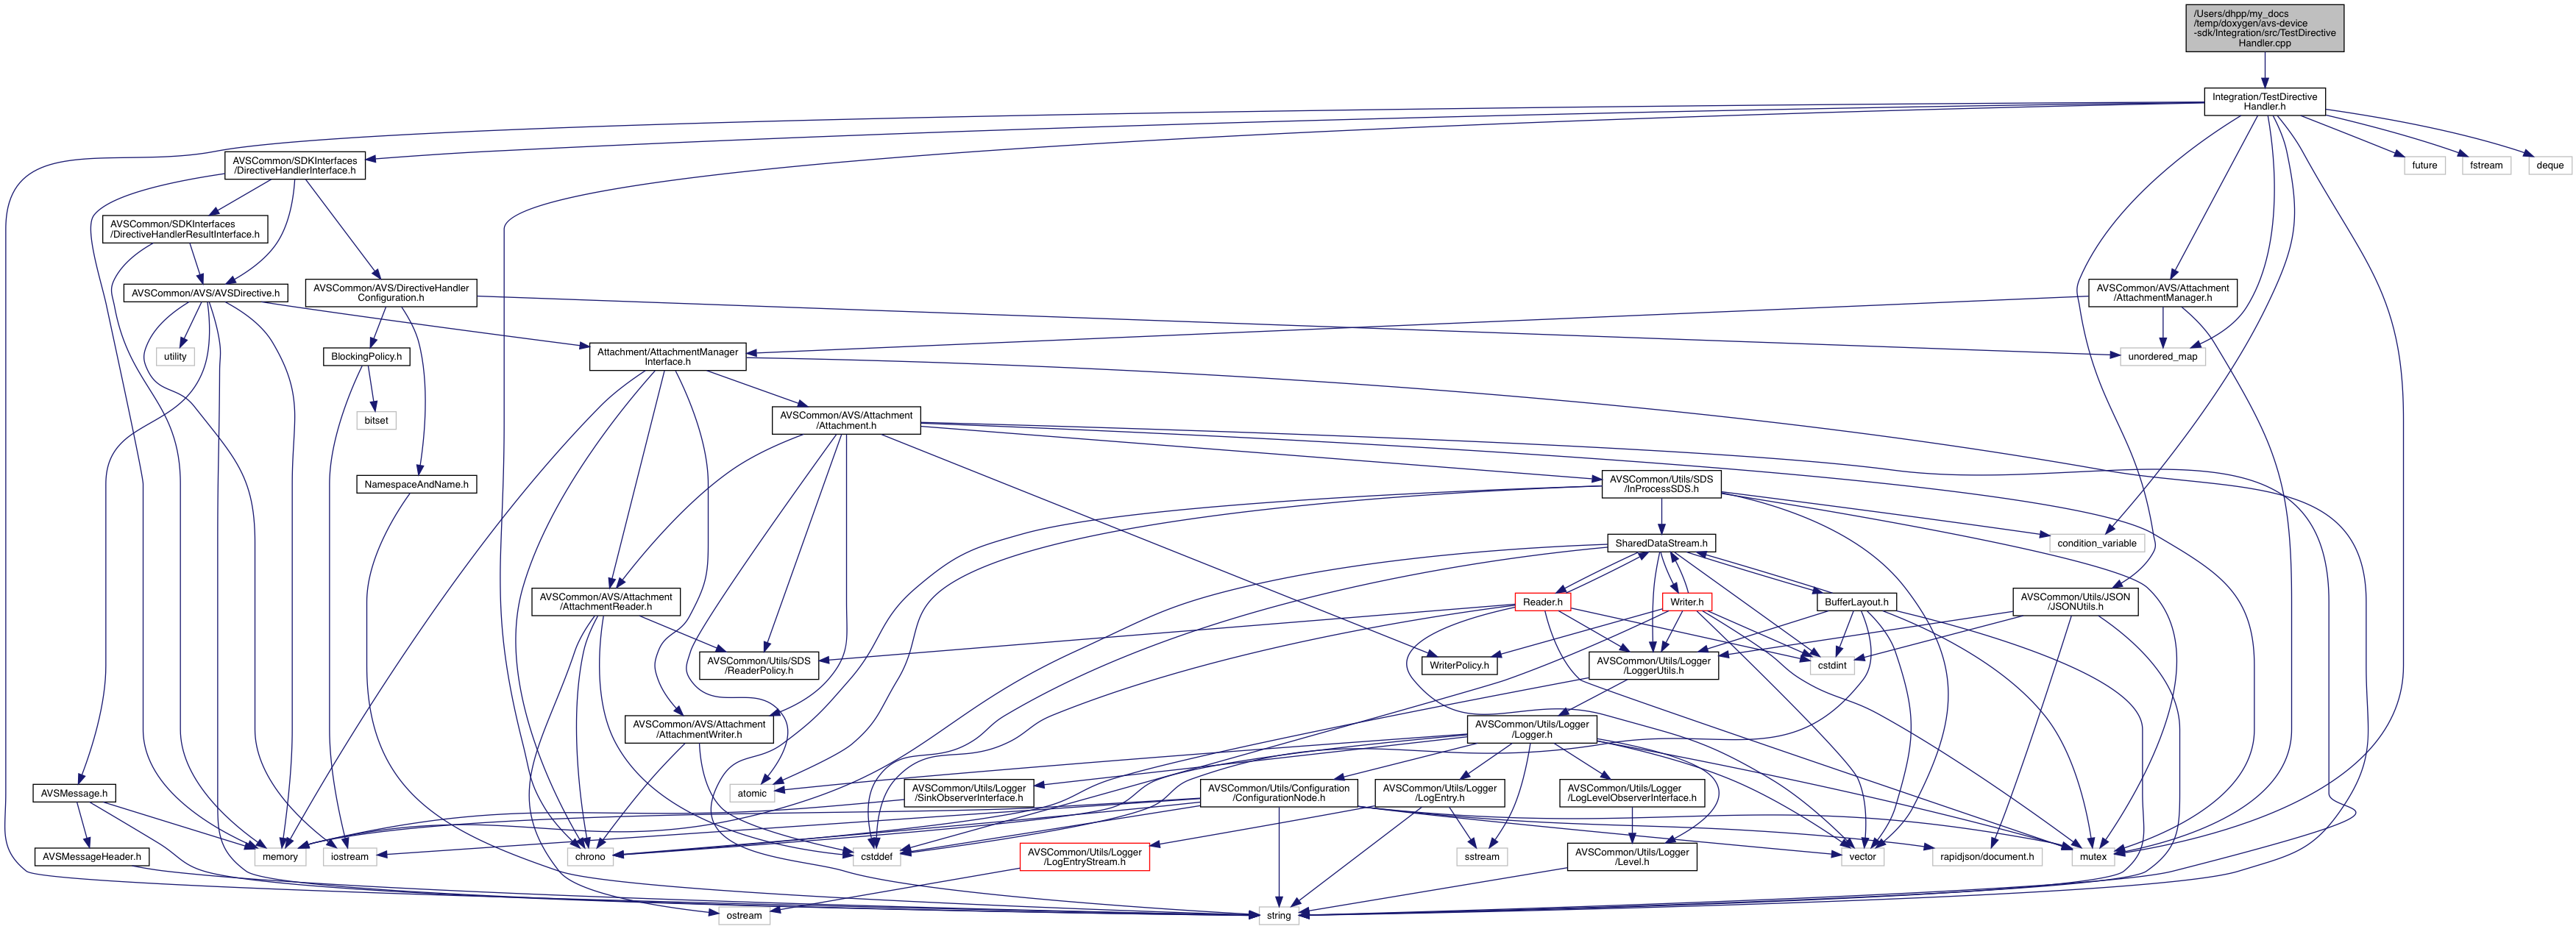 /Users/dhpp/my_docs
/temp/doxygen/avs-device
-sdk/Integration/src/TestDirective
Handler.cpp
Integration/TestDirective
Handler.h
AVSCommon/SDKInterfaces
/DirectiveHandlerInterface.h
future
fstream
deque
AVSCommon/SDKInterfaces
/DirectiveHandlerResultInterface.h
AVSCommon/AVS/AVSDirective.h
AVSCommon/AVS/DirectiveHandler
Configuration.h
AVSCommon/AVS/Attachment
/AttachmentManager.h
utility
BlockingPolicy.h
Attachment/AttachmentManager
Interface.h
unordered_map
bitset
AVSCommon/AVS/Attachment
/Attachment.h
NamespaceAndName.h
AVSCommon/Utils/SDS
/InProcessSDS.h
SharedDataStream.h
condition_variable
AVSCommon/AVS/Attachment
/AttachmentReader.h
Reader.h
Writer.h
BufferLayout.h
AVSCommon/Utils/JSON
/JSONUtils.h
AVSCommon/Utils/SDS
/ReaderPolicy.h
WriterPolicy.h
AVSCommon/Utils/Logger
/LoggerUtils.h
cstdint
AVSCommon/AVS/Attachment
/AttachmentWriter.h
AVSCommon/Utils/Logger
/Logger.h
AVSMessage.h
atomic
AVSCommon/Utils/Logger
/SinkObserverInterface.h
AVSCommon/Utils/Configuration
/ConfigurationNode.h
AVSCommon/Utils/Logger
/LogEntry.h
AVSCommon/Utils/Logger
/LogLevelObserverInterface.h
AVSMessageHeader.h
memory
iostream
chrono
cstddef
AVSCommon/Utils/Logger
/LogEntryStream.h
sstream
AVSCommon/Utils/Logger
/Level.h
vector
rapidjson/document.h
mutex
ostream
string